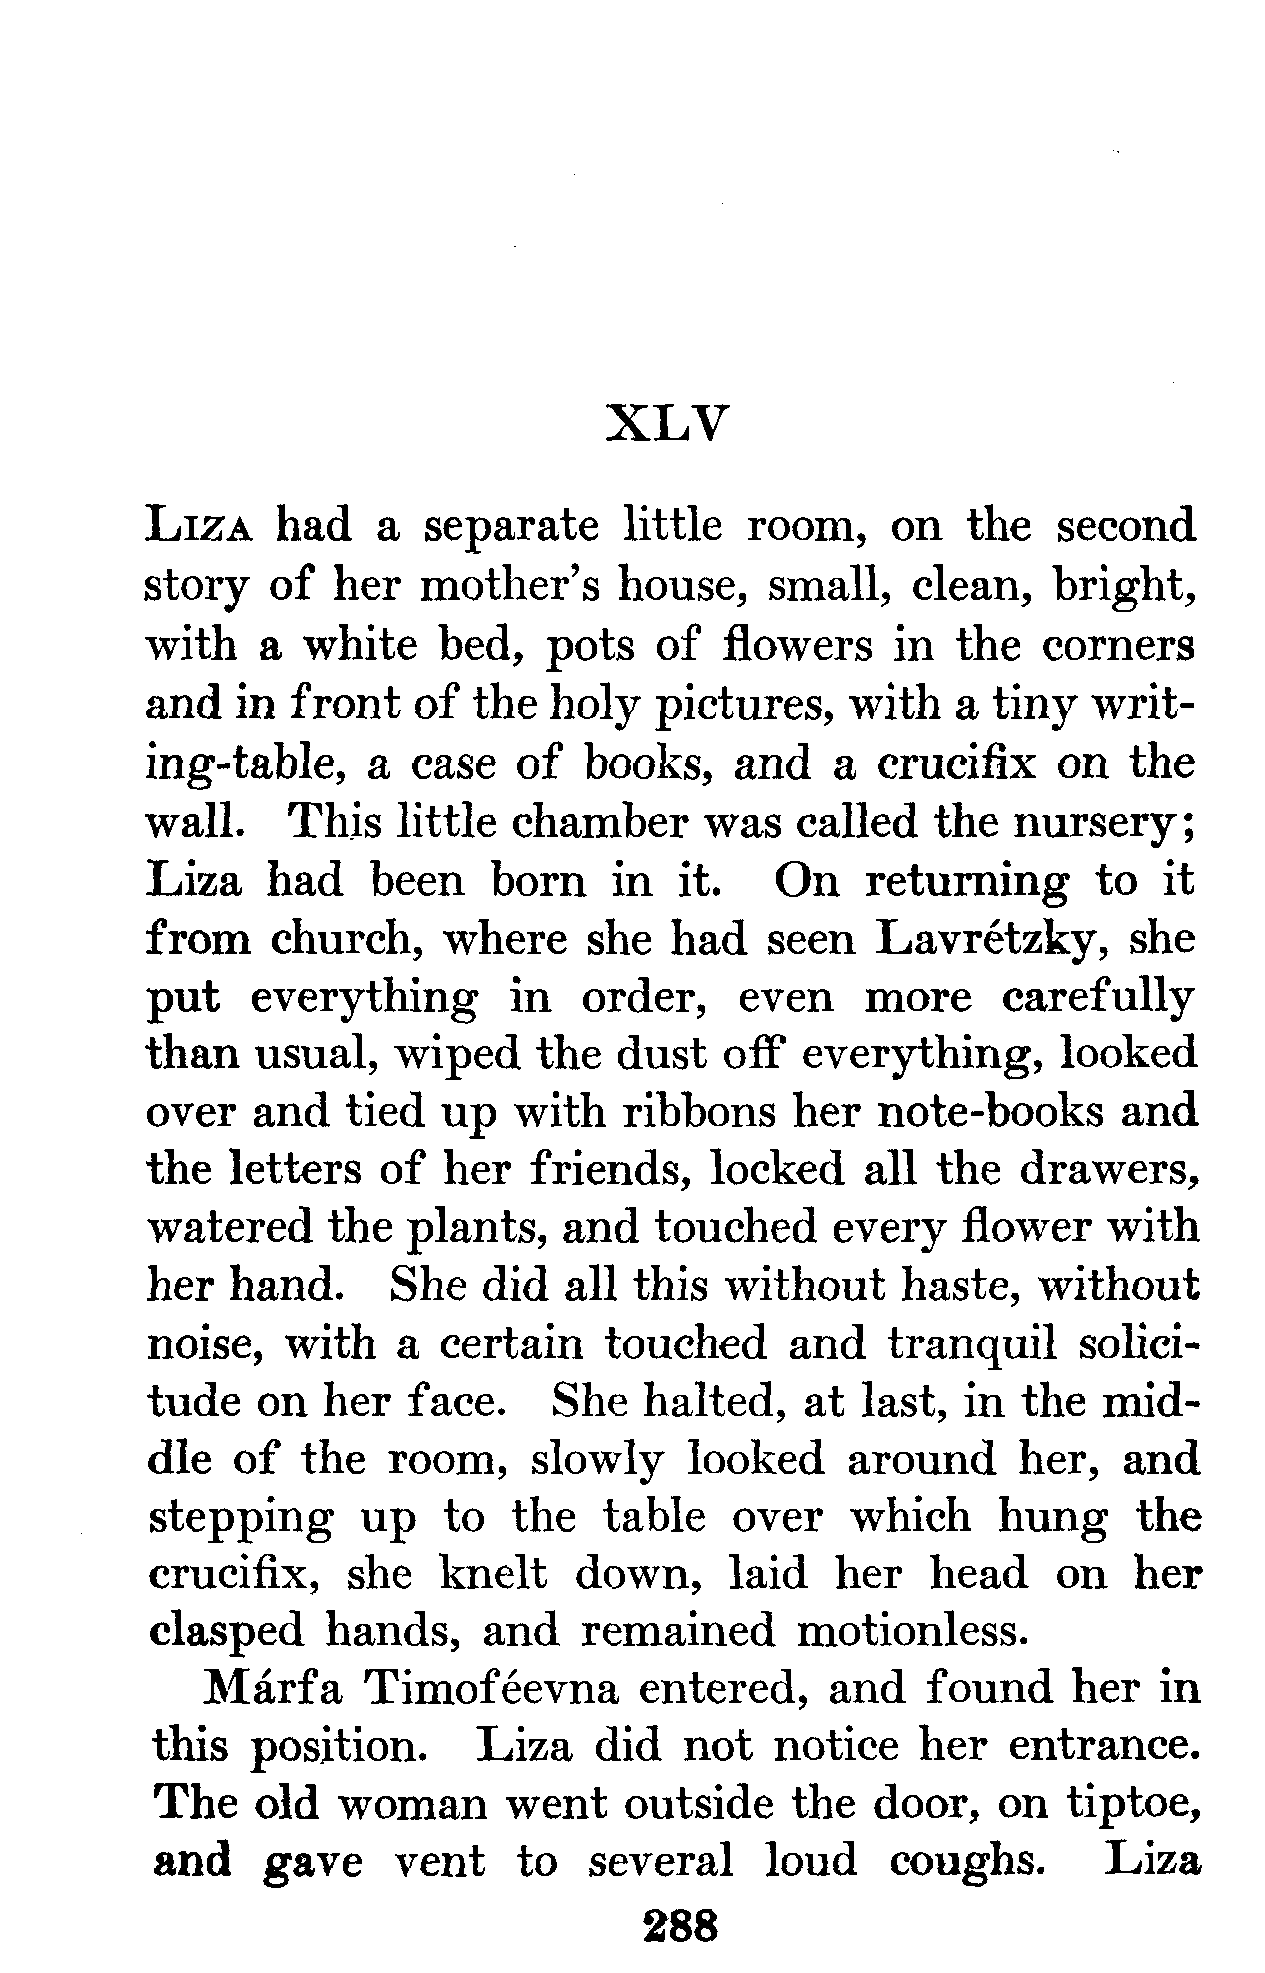 XLV
Liza had a separate little room, on the second
story of her mother's house, small, clean, bright,
with a white bed, pots of flowers in the corners
and in front of the holy pictures, with a tiny writ-
ing-table, a case of books, and a crucifix on the
wall. This little chamber was called the nursery;
Liza had been born in it. On returning to it
from church, where she had seen Lavrétzky, she
put everything in order, even more carefully
than usual, wiped the dust off everything, looked
over and tied up with ribbons her note-books and
the letters of her friends, locked all the drawers,
watered the plants, and touched every flower with
her hand. She did all this without haste, without
noise, with a certain touched and tranquil solici-
tude on her face. She halted, at last, in the mid-
dle of the room, slowly looked around her, and
stepping up to the table over which hung the
crucifix, she knelt down, laid her head on her
clasped hands, and remained motionless.
Márfa Timoféevna entered, and found her in
this position. Liza did not notice her entrance.
The old woman went outside the door, on tiptoe,
and gave vent to several loud coughs. Liza
288